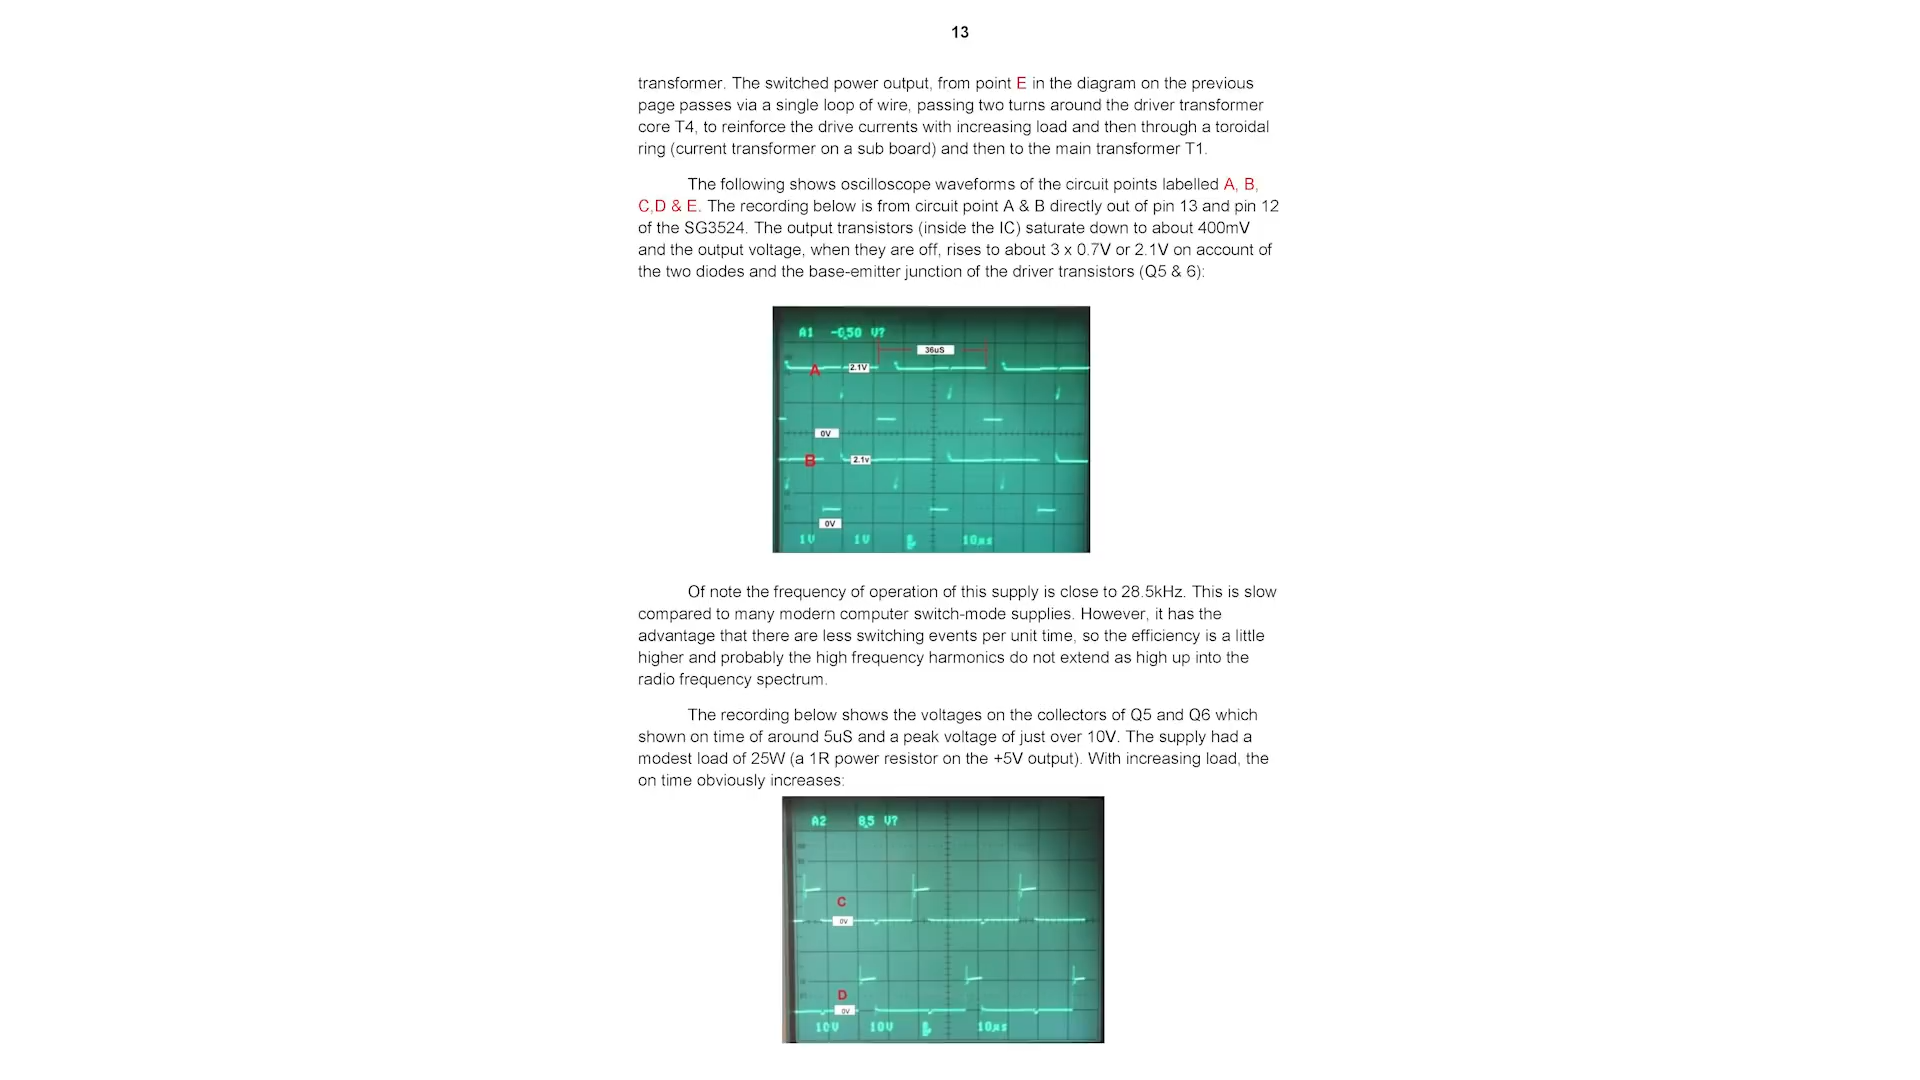 13
transformer. The switched power output, from point E in the diagram on the previous
page passes via a single loop of wire, passing two turns around the driver transformer
core T4, to reinforce the drive currents with increasing load and then through a toroidal
ring (current transformer on a sub board) and then to the main transformer T1.
The following shows oscilloscope waveforms of the circuit points labelled A, B,
C,D & E. The recording below is from circuit point A & B directly out of pin 13 and pin 12
of the SG3524. The output transistors (inside the IC) saturate down to about 400mV
and the output voltage, when they are off, rises to about 3 x 0.7V or 2.1V on account of
the two diodes and the base-emitter junction of the driver transistors (Q5 & 6):
A1 -0.50 V?
36uS
A 2.1V
0V
B 2.1v
0V
1V 1V 10µs
Of note the frequency of operation of this supply is close to 28.5kHz. This is slow
compared to many modern computer switch-mode supplies. However, it has the
advantage that there are less switching events per unit time, so the efficiency is a little
higher and probably the high frequency harmonics do not extend as high up into the
radio frequency spectrum.
The recording below shows the voltages on the collectors of Q5 and Q6 which
shown on time of around 5uS and a peak voltage of just over 10V. The supply had a
modest load of 25W (a 1R power resistor on the +5V output). With increasing load, the
on time obviously increases:
A2 8.5 V?
C
0V
D
0V
10V 10V 10µs